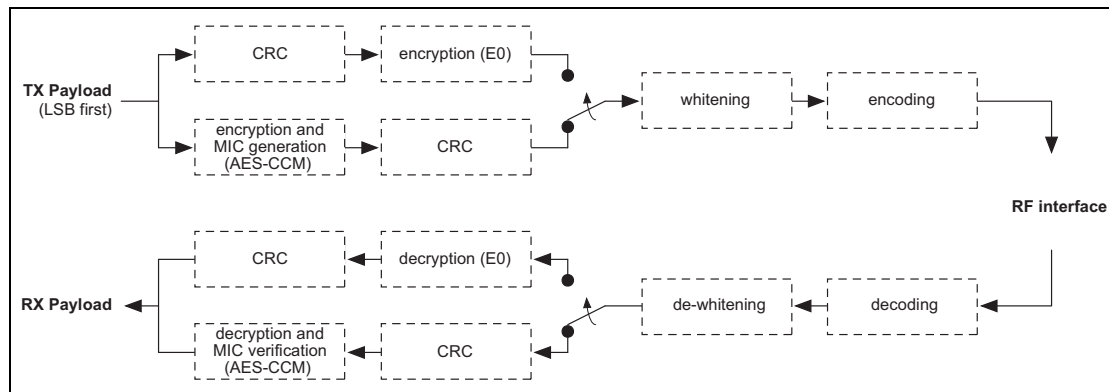 CRC
encryption (E0)
TX Payload
(LSB first)
whitening
encoding
encryption and
MIC generation
(AES-CCM)
CRC
RF interface
CRC
decryption (E0)
RX Payload
de-whitening
decoding
decryption and
MIC verification
(AES-CCM)
CRC